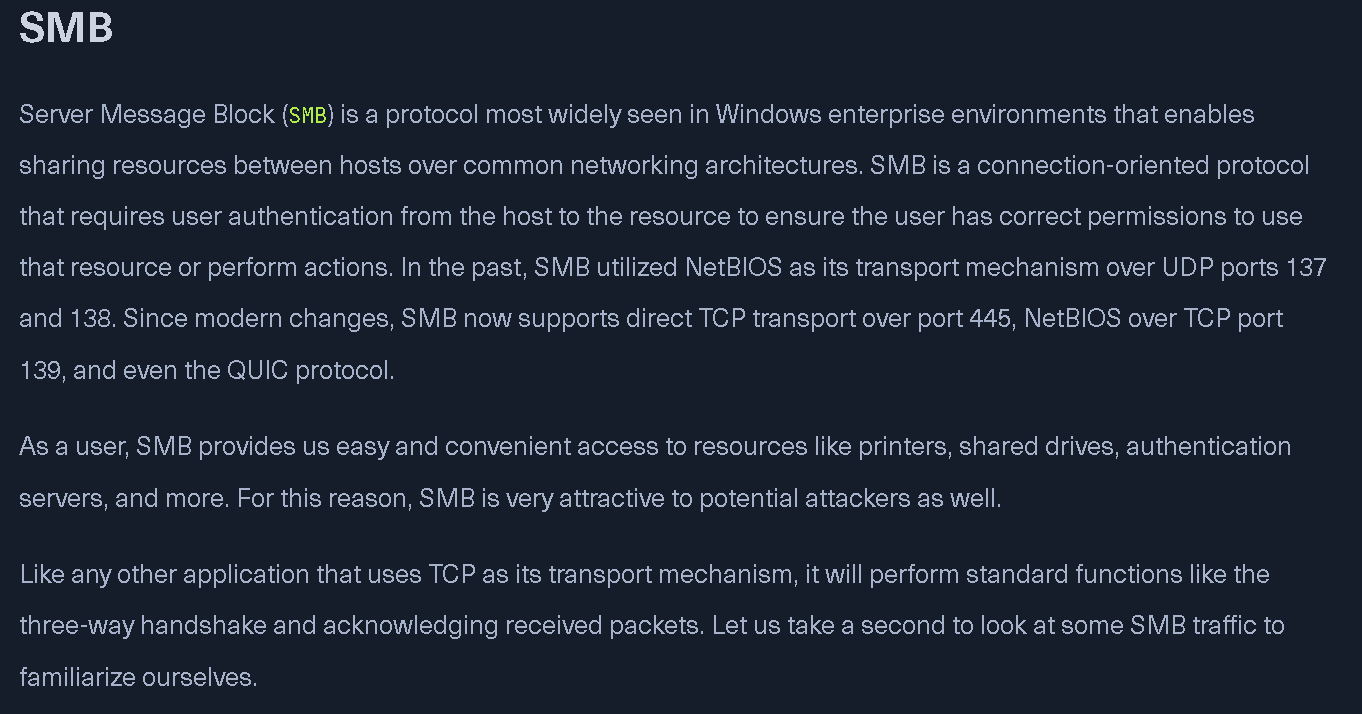 SMB
Server Message Block (SMB) is a protocol most widely seen in Windows enterprise environments that enables
sharing resources between hosts over common networking architectures. SMB is a connection-oriented protocol
that requires user authentication from the host to the resource to ensure the user has correct permissions to use
that resource or perform actions. In the past, SMB utilized NetBIOS as its transport mechanism over UDP ports 137
and 138. Since modern changes, SMB now supports direct TCP transport over port 445, NetBIOS over TCP port
139, and even the QUIC protocol.
As a user, SMB provides us easy and convenient access to resources like printers, shared drives, authentication
servers, and more. For this reason, SMB is very attractive to potential attackers as well.
Like any other application that uses TCP as its transport mechanism, it will perform standard functions like the
three-way handshake and acknowledging received packets. Let us take a second to look at some SMB traffic to
familiarize ourselves.